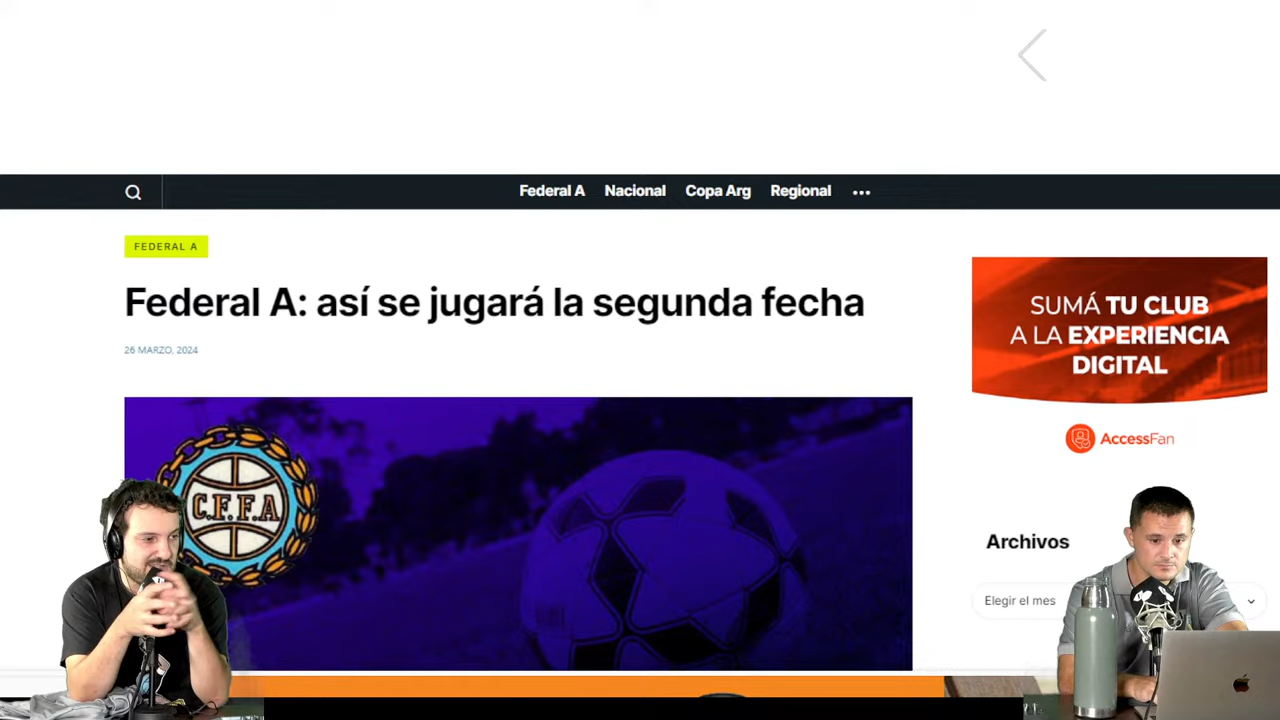 Federal A Nacional Copa Arg Regional
FEDERAL A
Federal A: así se jugará la segunda fecha
26 MARZO, 2024
C.F.F.A
SUMÁ TU CLUB
A LA EXPERIENCIA
DIGITAL
AccessFan
Archivos
Elegir el mes